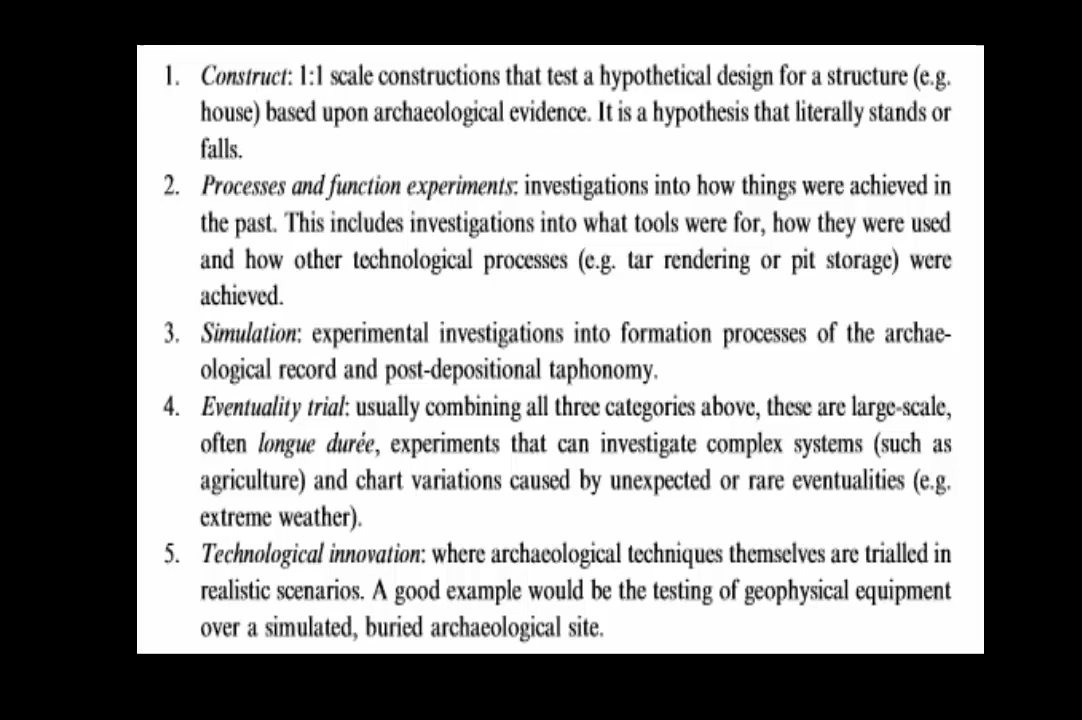 1. Construct: 1:1 scale constructions that test a hypothetical design for a structure (e.g.
house) based upon archaeological evidence. It is a hypothesis that literally stands or
falls.
2. Processes and function experiments: investigations into how things were achieved in
the past. This includes investigations into what tools were for, how they were used
and how other technological processes (e.g. tar rendering or pit storage) were
achieved.
3. Simulation: experimental investigations into formation processes of the archae-
ological record and post-depositional taphonomy.
4. Eventuality trial: usually combining all three categories above, these are large-scale,
often longue durée, experiments that can investigate complex systems (such as
agriculture) and chart variations caused by unexpected or rare eventualities (e.g.
extreme weather).
5. Technological innovation: where archaeological techniques themselves are trialled in
realistic scenarios. A good example would be the testing of geophysical equipment
over a simulated, buried archaeological site.